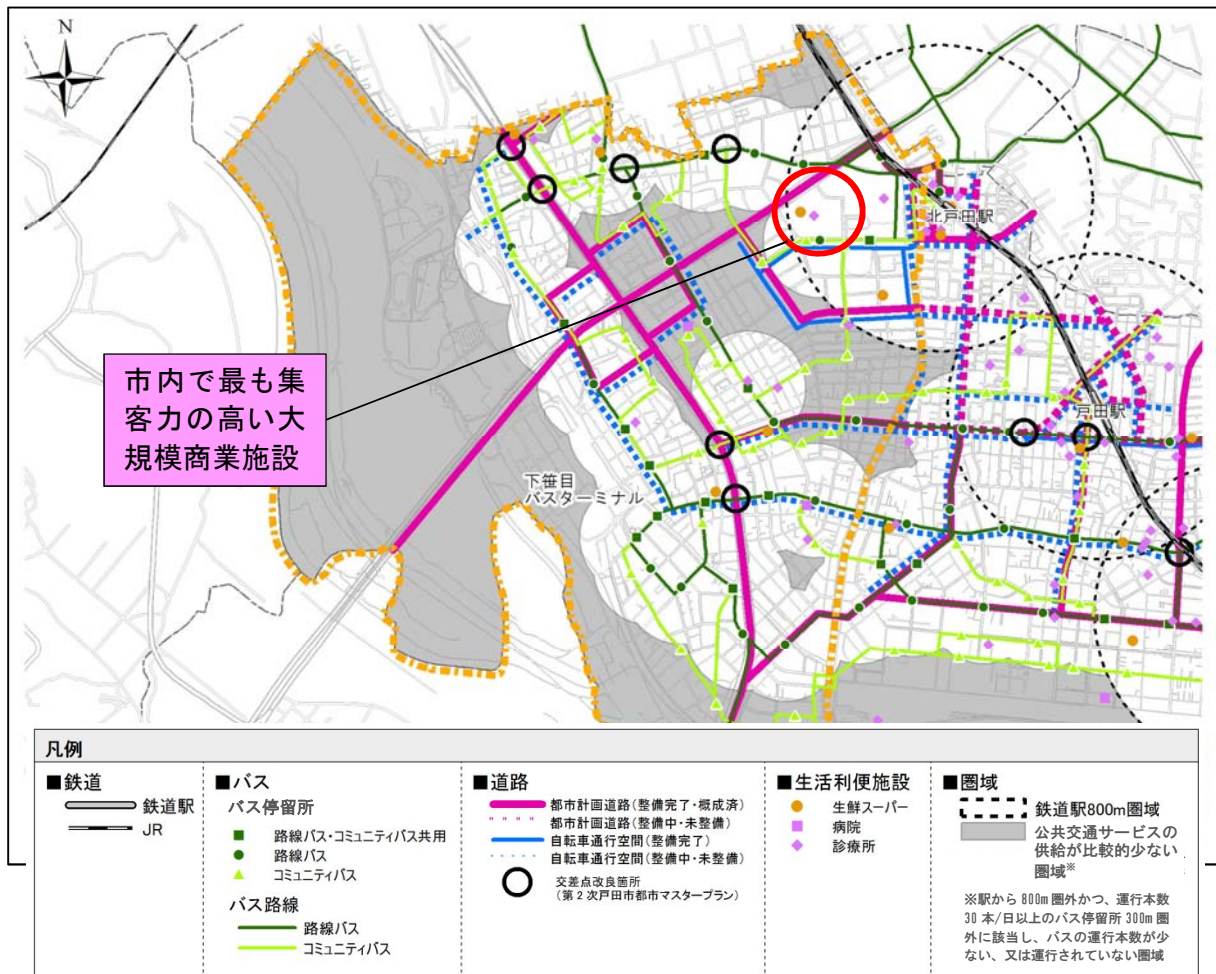 N
北戸田駅
市内で最も集
客力の高い大
規模商業施設
戸田駅
下笹目
バスターミナル
凡例
■鉄道
鉄道駅
JR
■バス
バス停留所
路線バス・コミュニティバス共用
路線バス
コミュニティバス
バス路線
路線バス
コミュニティバス
■道路
都市計画道路(整備完了・概成済)
都市計画道路(整備中・未整備)
自転車通行空間(整備完了)
自転車通行空間(整備中・未整備)
交差点改良箇所
(第2次戸田市都市マスタープラン)
■生活利便施設
生鮮スーパー
病院
診療所
■圏域
鉄道駅800m圏域
公共交通サービスの
供給が比較的少ない
圏域※
※駅から800m圏外かつ、運行本数
30本/日以上のバス停留所300m圏
外に該当し、バスの運行本数が少
ない、又は運行されていない圏域